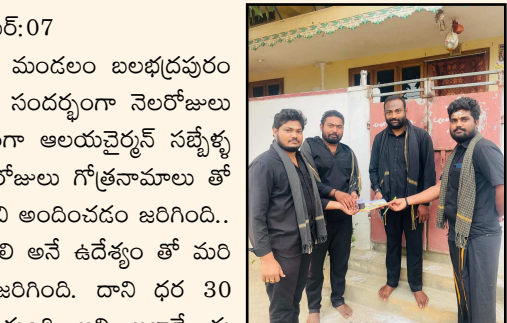 ర్:07
మండలం బలభద్రపురం
సందర్భంగా నెలరోజులు
గా ఆలయచైర్మన్ సబ్బేళ్ళ
రోజులు గోత్రనామాలు తో
ని అందించడం జరిగింది..
లి అనే ఉదేశ్యం తో మరి
జరిగింది. దాని ధర 30